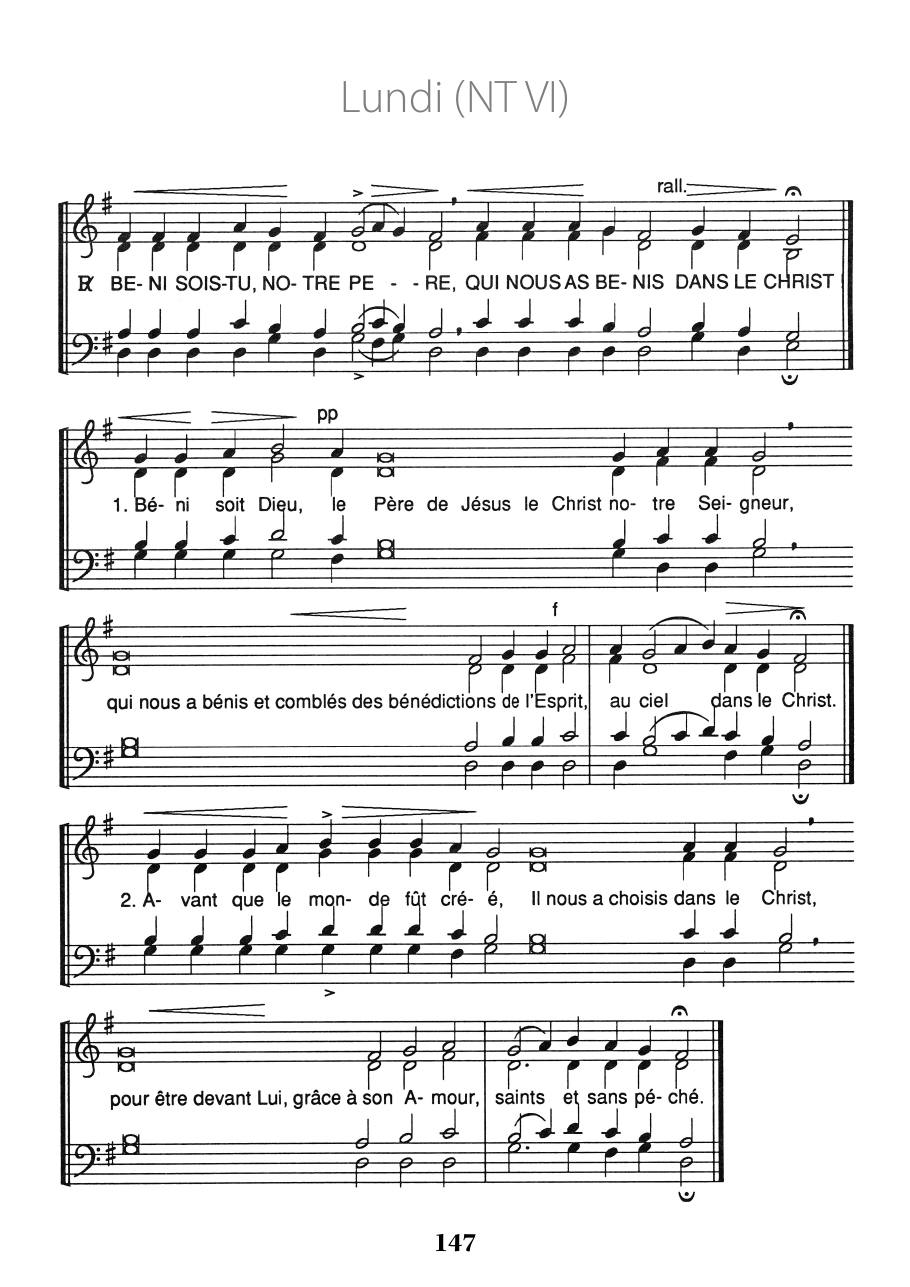 Lundi (NT VI)
rall.
℟ BE- NI SOIS-TU, NO- TRE PE - - RE, QUI NOUS AS BE- NIS DANS LE CHRIST !
pp
1. Bé- ni soit Dieu, le Père de Jésus le Christ no- tre Sei- gneur,
f
qui nous a bénis et comblés des bénédictions de l'Esprit, au ciel dans le Christ.
2. A- vant que le mon- de fût cré- é, Il nous a choisis dans le Christ,
pour être devant Lui, grâce à son A- mour, saints et sans pé- ché.
147